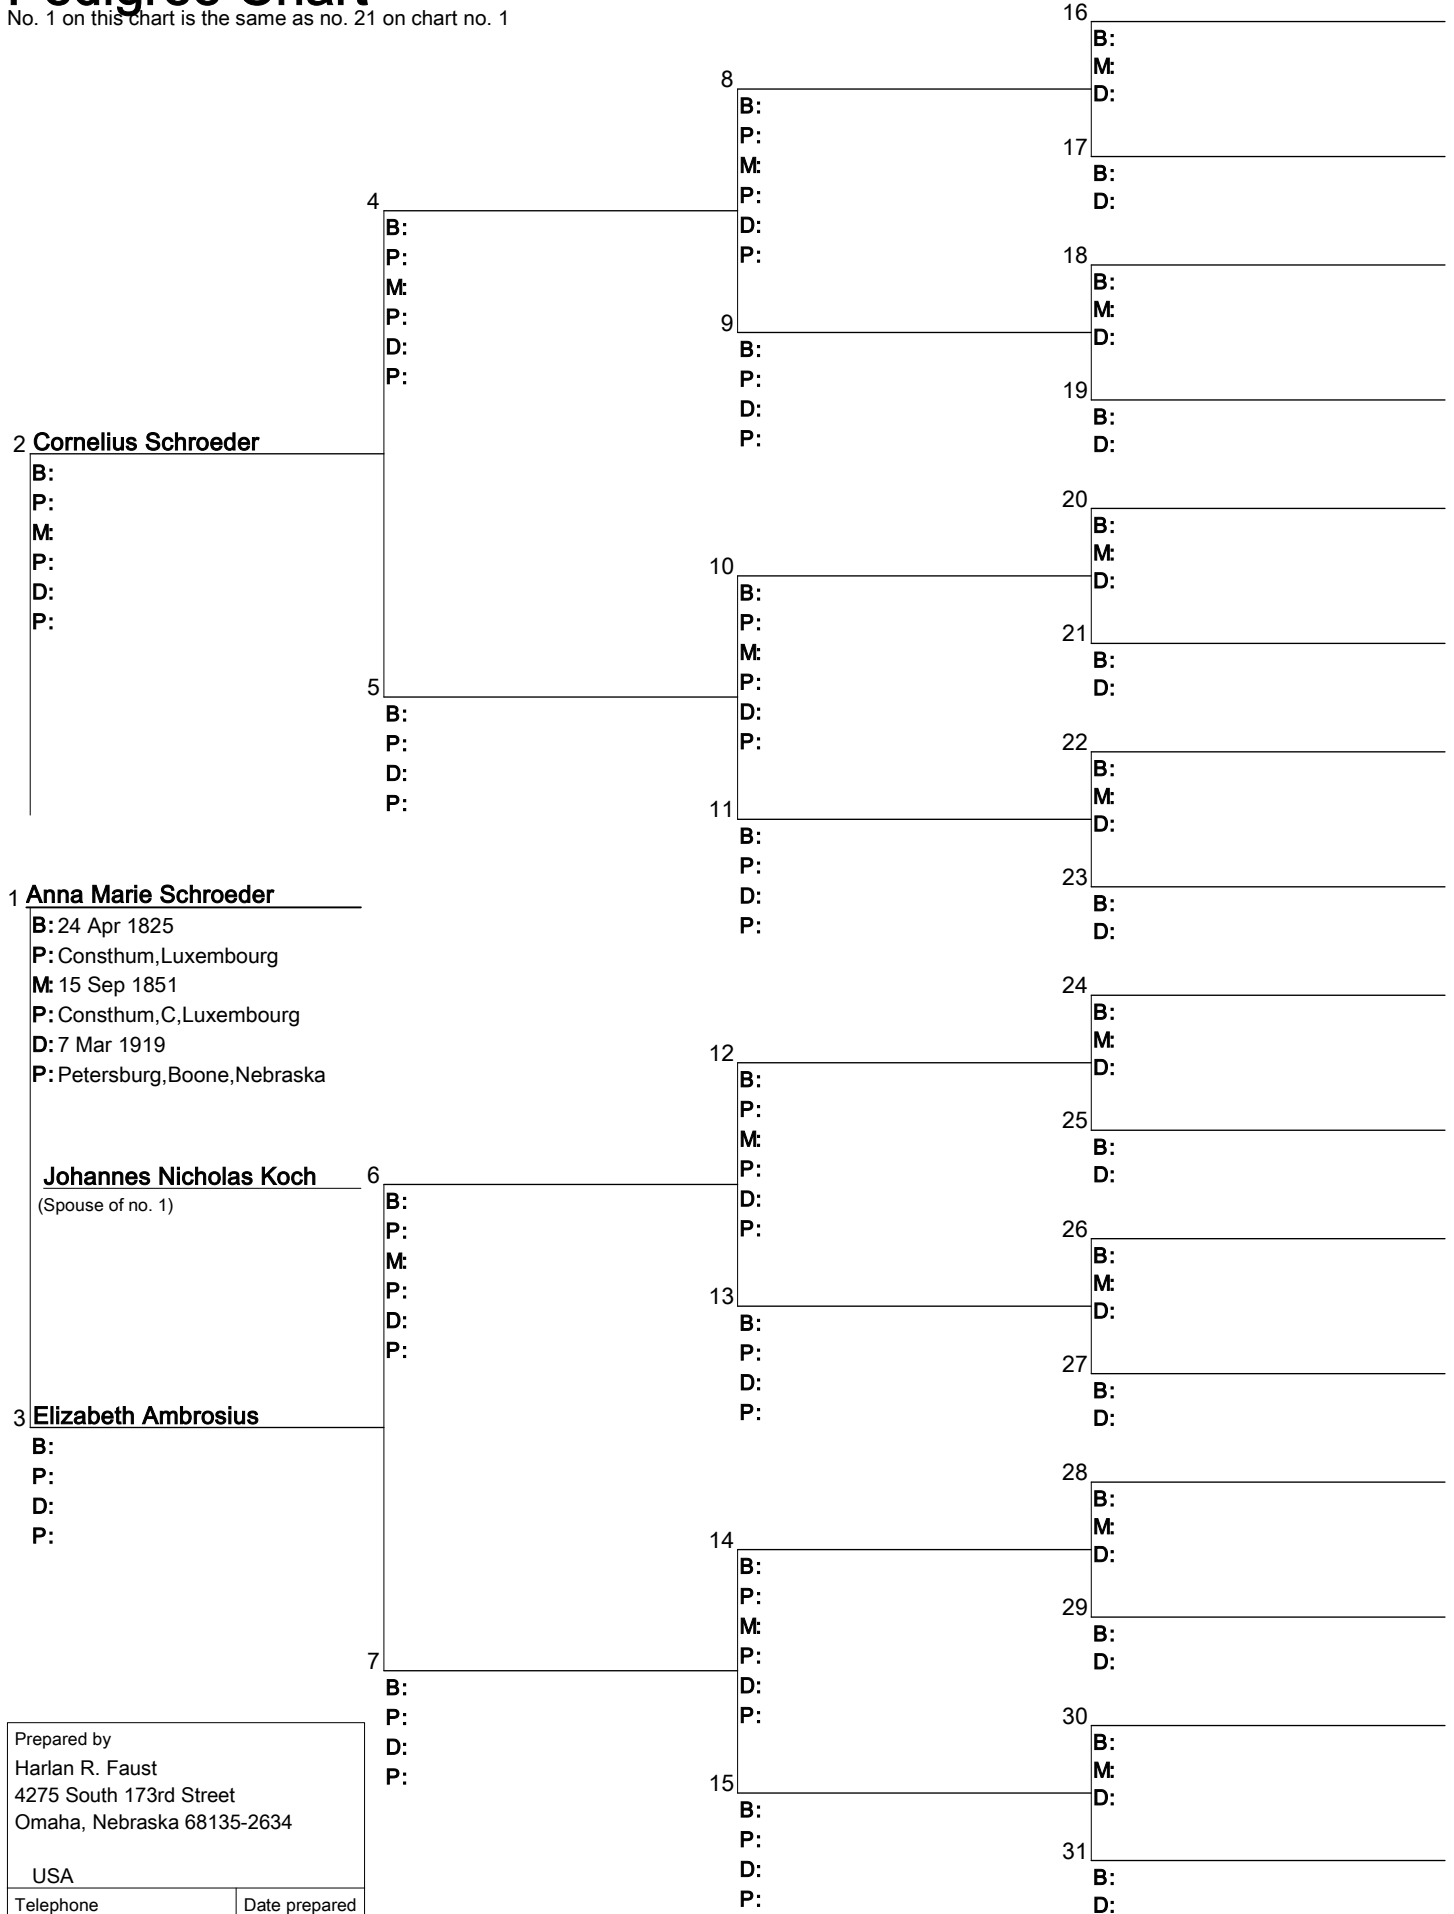 Pedigree Chart
No. 1 on this chart is the same as no. 21 on chart no. 1
2 Cornelius Schroeder
B:
P:
M:
P:
D:
P:
1 Anna Marie Schroeder
B: 24 Apr 1825
P: Consthum,Luxembourg
M: 15 Sep 1851
P: Consthum,C,Luxembourg
D: 7 Mar 1919
P: Petersburg,Boone,Nebraska
Johannes Nicholas Koch
(Spouse of no. 1)
3 Elizabeth Ambrosius
B:
P:
D:
P:
4
B:
P:
M:
P:
D:
P:
5
B:
P:
D:
P:
6
B:
P:
M:
P:
D:
P:
7
B:
P:
D:
P:
8
B:
P:
M:
P:
D:
P:
9
B:
P:
D:
P:
10
B:
P:
M:
P:
D:
P:
11
B:
P:
D:
P:
12
B:
P:
M:
P:
D:
P:
13
B:
P:
D:
P:
14
B:
P:
M:
P:
D:
P:
15
B:
P:
D:
P:
16
B:
M:
D:
17
B:
D:
18
B:
M:
D:
19
B:
D:
20
B:
M:
D:
21
B:
D:
22
B:
M:
D:
23
B:
D:
24
B:
M:
D:
25
B:
D:
26
B:
M:
D:
27
B:
D:
28
B:
M:
D:
29
B:
D:
30
B:
M:
D:
31
B:
D:
Prepared by
Harlan R. Faust
4275 South 173rd Street
Omaha, Nebraska 68135-2634
USA
Telephone
Date prepared